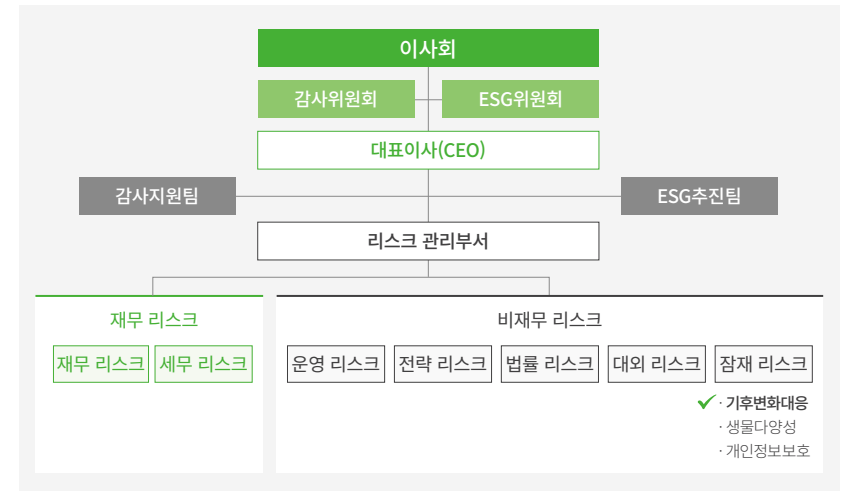 이사회
감사위원회
ESG위원회
대표이사(CEO)
감사지원팀
ESG추진팀
리스크 관리부서
재무 리스크
비재무 리스크
재무 리스크
세무 리스크
운영 리스크
전략 리스크
법률 리스크
대외 리스크
잠재 리스크
· 기후변화대응
· 생물다양성
· 개인정보보호